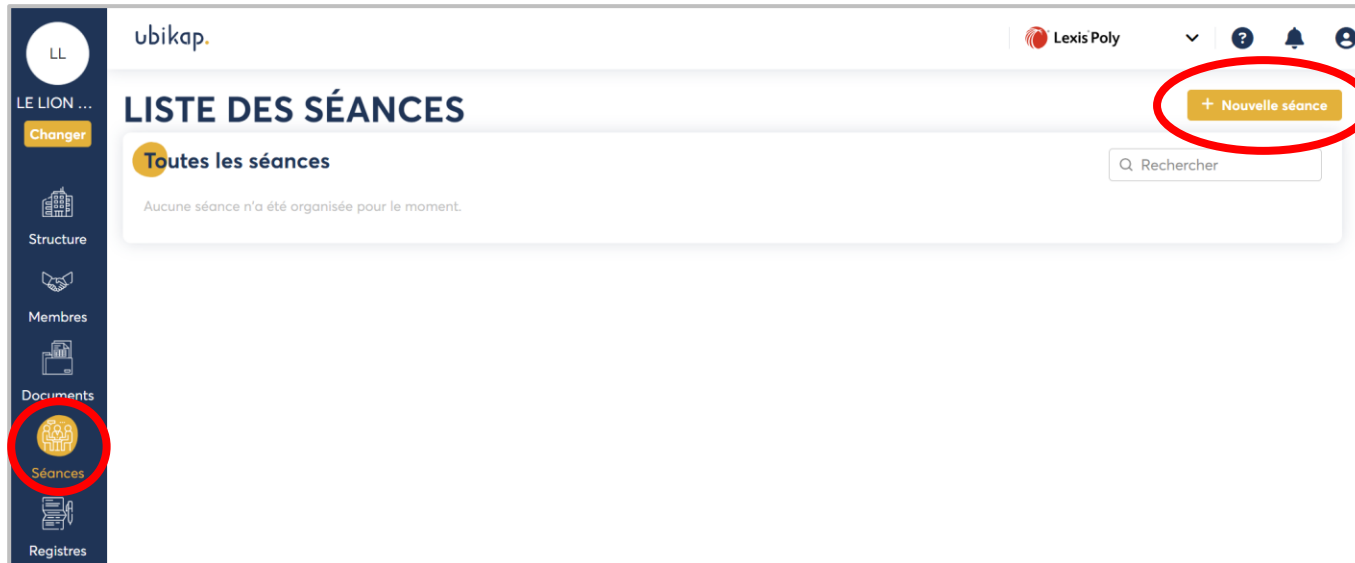 LL
LE LION ...
Changer
Structure
Membres
Documents
Séances
Registres
ubikap.
Lexis Poly
?
LISTE DES SÉANCES
+ Nouvelle séance
Toutes les séances
Rechercher
Aucune séance n'a été organisée pour le moment.